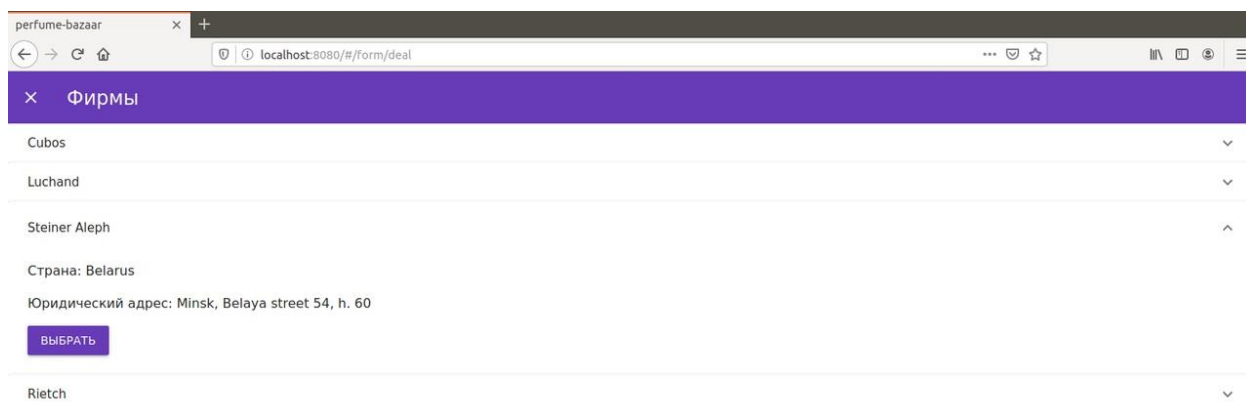 perfume-bazaar
localhost:8080/#/form/deal
Фирмы
Cubos
Luchand
Steiner Aleph
Страна: Belarus
Юридический адрес: Minsk, Belaya street 54, h. 60
ВЫБРАТЬ
Rietch